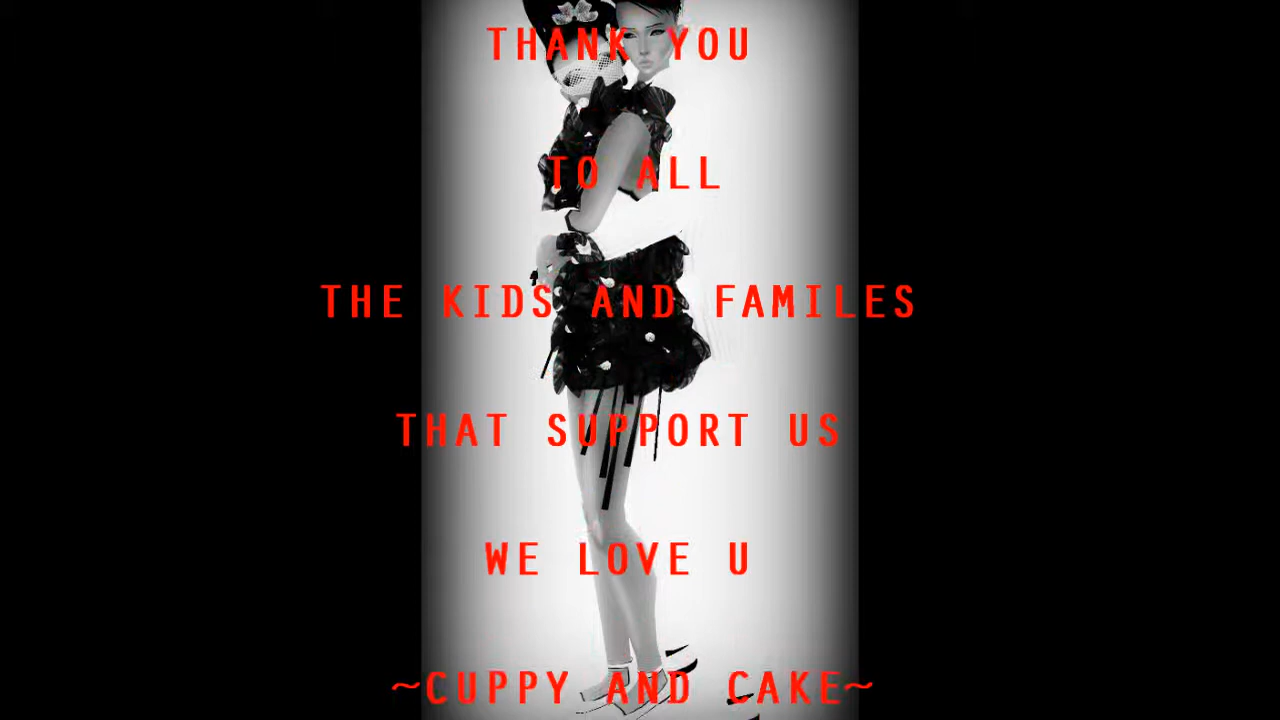 THANK YOU
TO ALL
THE KIDS AND FAMILES
THAT SUPPORT US
WE LOVE U
~CUPPY AND CAKE~